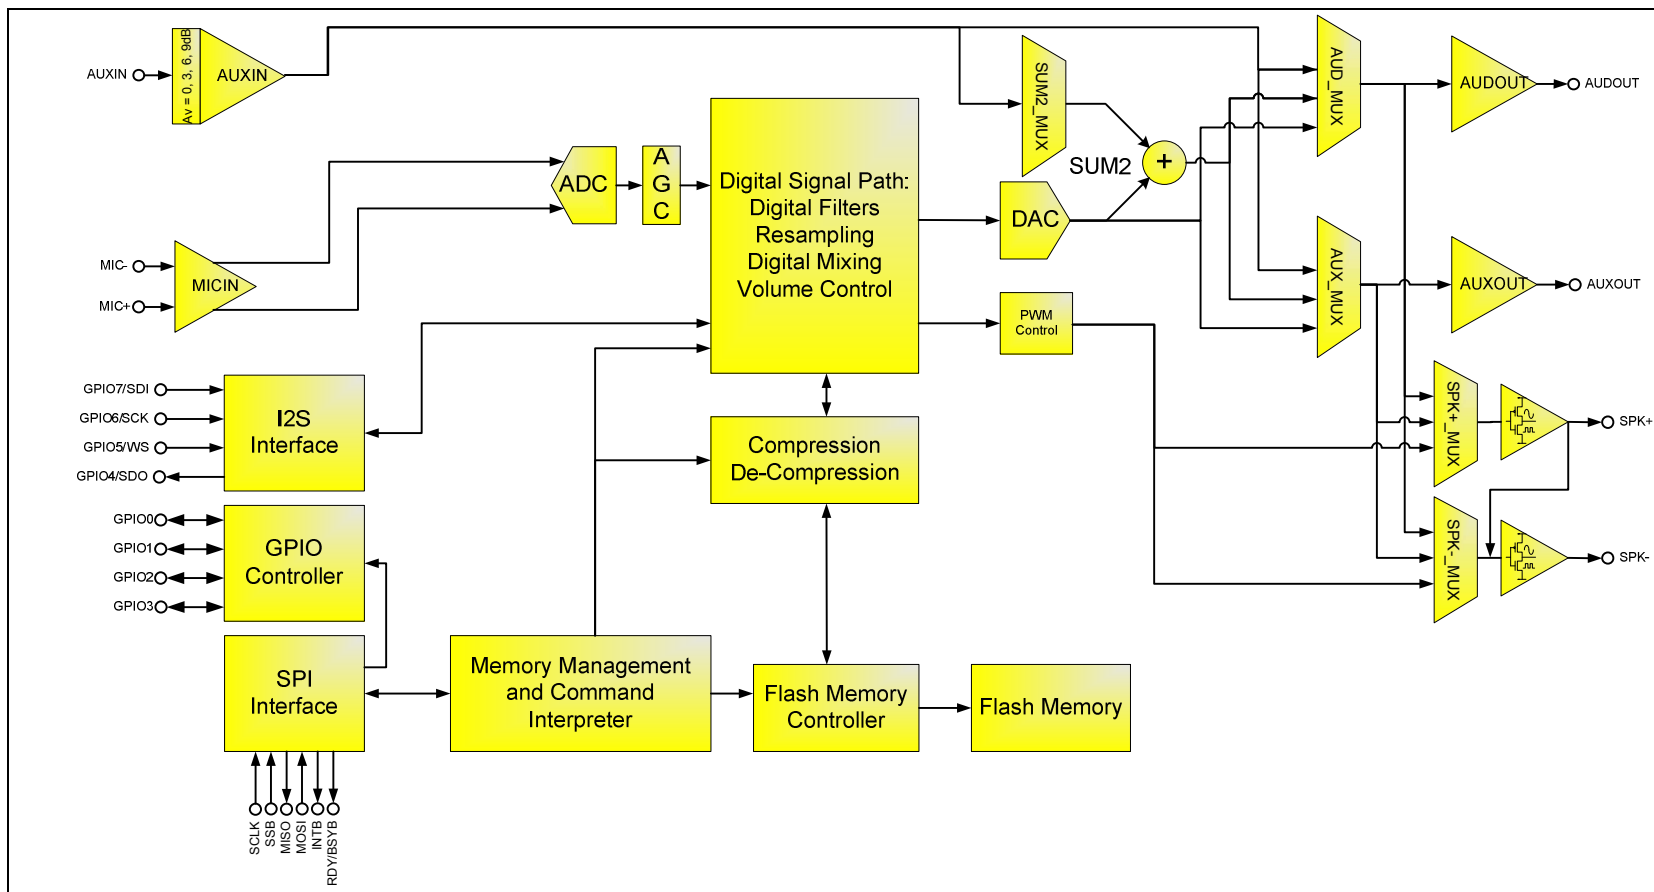 AUXIN
Av = 0, 3, 6, 9dB
AUXIN
SUM2_MUX
AUD_MUX
AUDOUT
AUDOUT
SUM2
+
ADC
A
G
C
Digital Signal Path:
Digital Filters
Resampling
Digital Mixing
Volume Control
DAC
MIC-
MIC+
MICIN
PWM
Control
AUX_MUX
AUXOUT
AUXOUT
GPIO7/SDI
GPIO6/SCK
GPIO5/WS
GPIO4/SDO
I2S
Interface
Compression
De-Compression
SPK+_MUX
SPK+
GPIO0
GPIO1
GPIO2
GPIO3
GPIO
Controller
SPK-_MUX
SPK-
SPI
Interface
Memory Management
and Command
Interpreter
Flash Memory
Controller
Flash Memory
SCLK
SSB
MISO
MOSI
INTB
RDY/BSYB